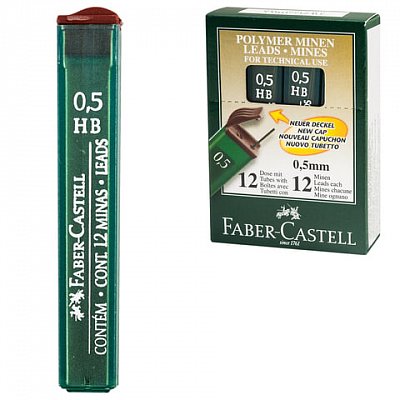 0,5
HB
FABER-CASTELL
CONTÉM • CONT. 12 MINAS • LEADS
POLYMER MINEN
LEADS • MINES
FOR TECHNICAL USE
0,5
HB
0,5
HB
NEUER DECKEL
NEW CAP
NOUVEAU CAPUCHON
NUOVO TUBETTO
0,5
0,5mm
12
Dose mit
Tubes with
Boîtes avec
Tubetti con
12
Minen
Leads each
Mines chacune
Mine ognuno
FABER-CASTELL
since 1761